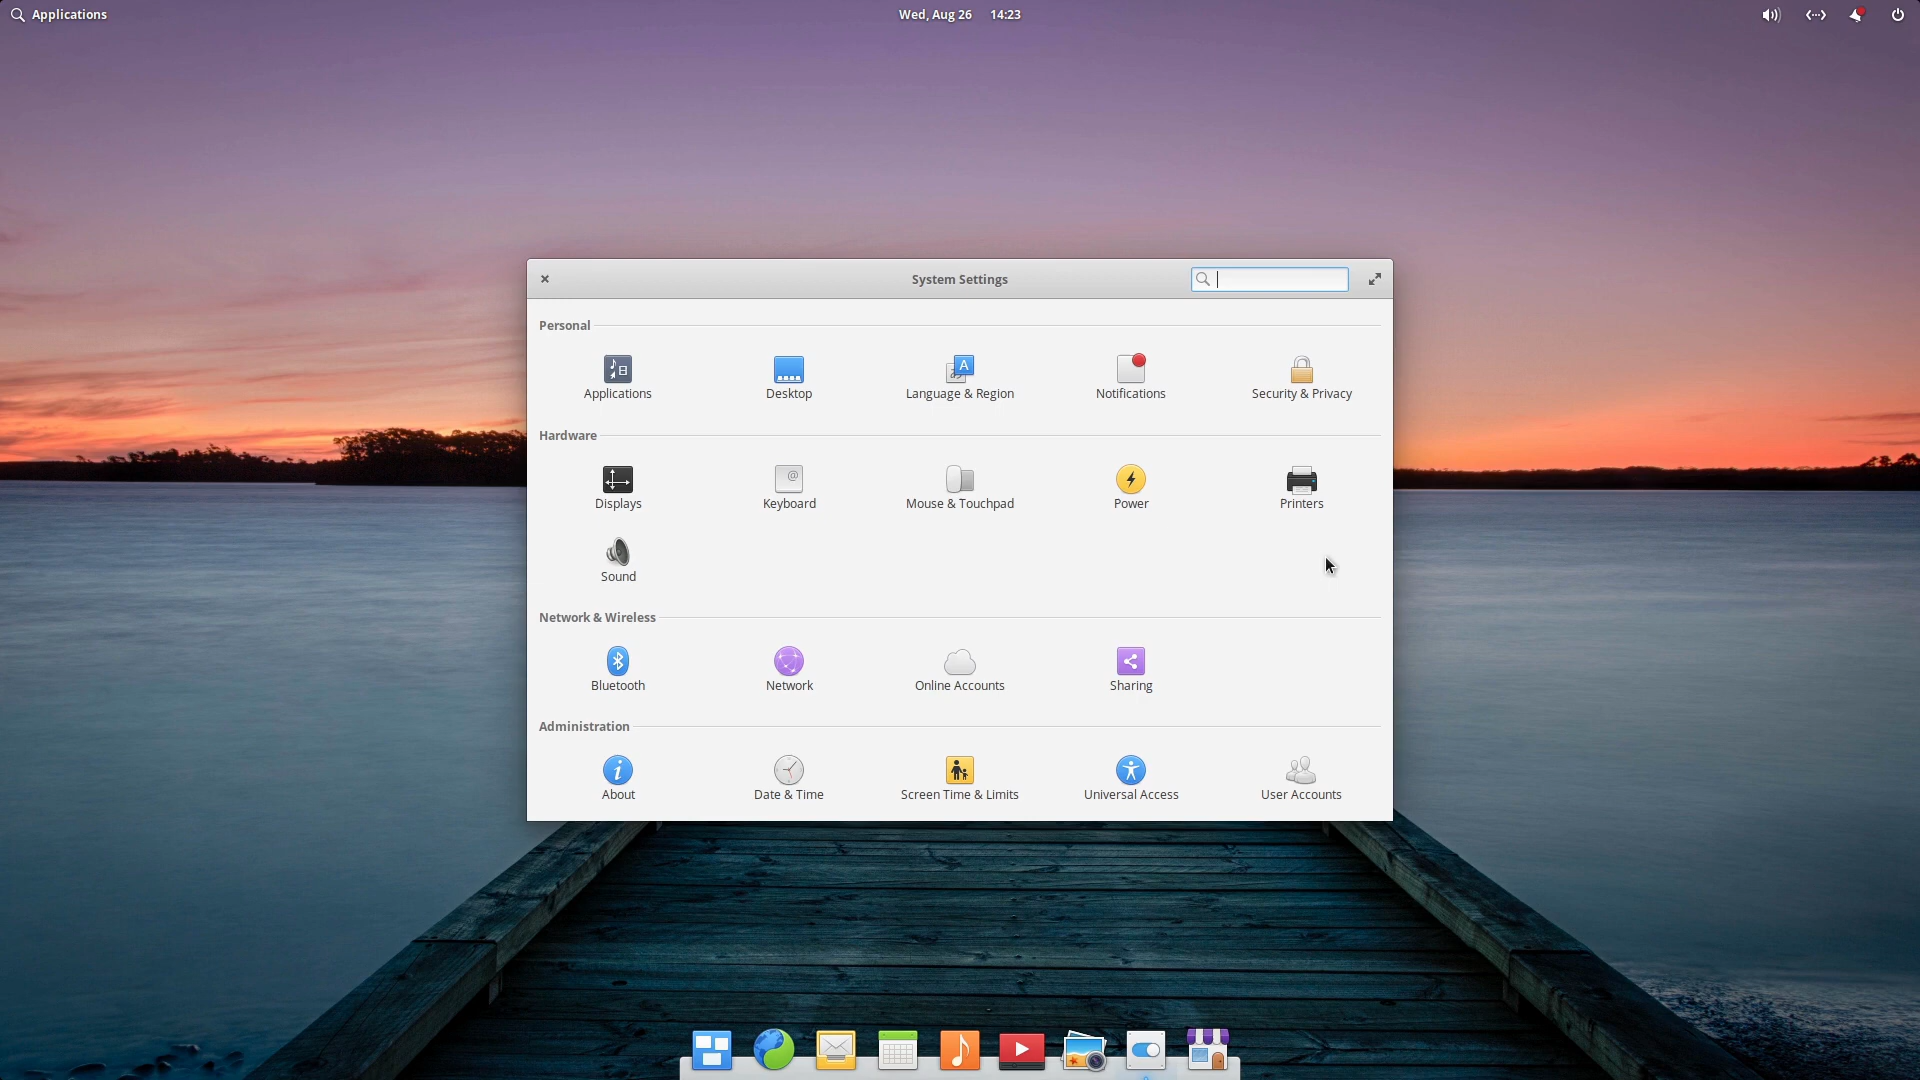 Applications
Wed, Aug 26 14:23
System Settings
Personal
Applications
Desktop
Language & Region
Notifications
Security & Privacy
Hardware
Displays
Keyboard
Mouse & Touchpad
Power
Printers
Sound
Network & Wireless
Bluetooth
Network
Online Accounts
Sharing
Administration
About
Date & Time
Screen Time & Limits
Universal Access
User Accounts